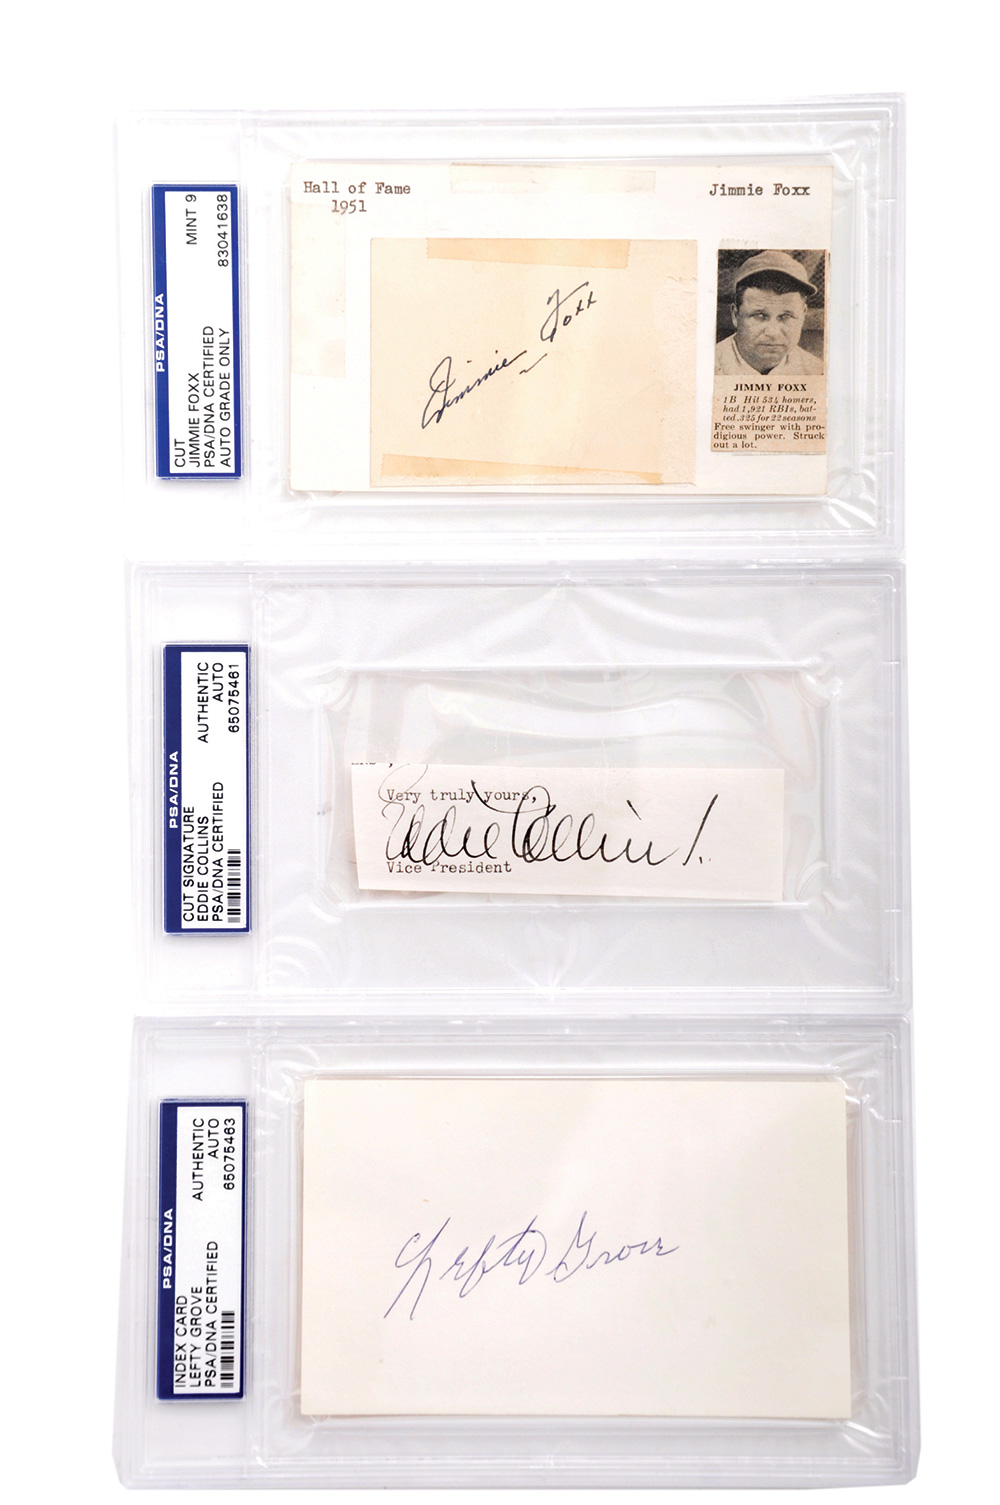 PSA/DNA
CUT MINT 9
JIMMIE FOXX
PSA/DNA CERTIFIED 83041638
AUTO GRADE ONLY
Hall of Fame
1951
Jimmie Foxx
Jimmie Foxx
JIMMY FOXX
1B Hit 534 homers,
had 1,921 RBIs, bat-
ted .325 for 22 seasons
Free swinger with pro-
digious power. Struck
out a lot.
PSA/DNA
CUT SIGNATURE AUTHENTIC
EDDIE COLLINS AUTO
PSA/DNA CERTIFIED 65075461
Very truly yours,
Eddie Collins
Vice President
PSA/DNA
INDEX CARD AUTHENTIC
LEFTY GROVE AUTO
PSA/DNA CERTIFIED 65075463
Lefty Grove